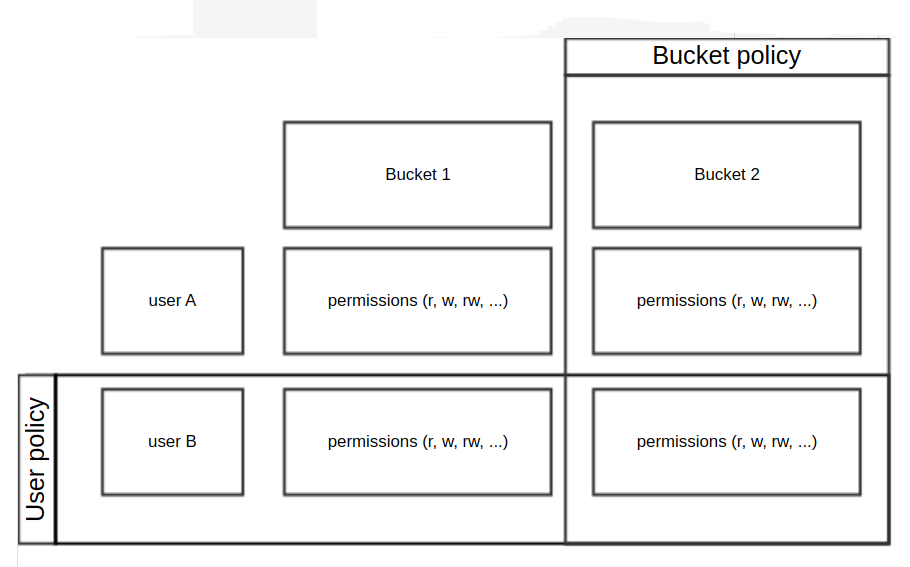 Bucket policy
Bucket 1
Bucket 2
user A
permissions (r, w, rw, ...)
permissions (r, w, rw, ...)
User policy
user B
permissions (r, w, rw, ...)
permissions (r, w, rw, ...)